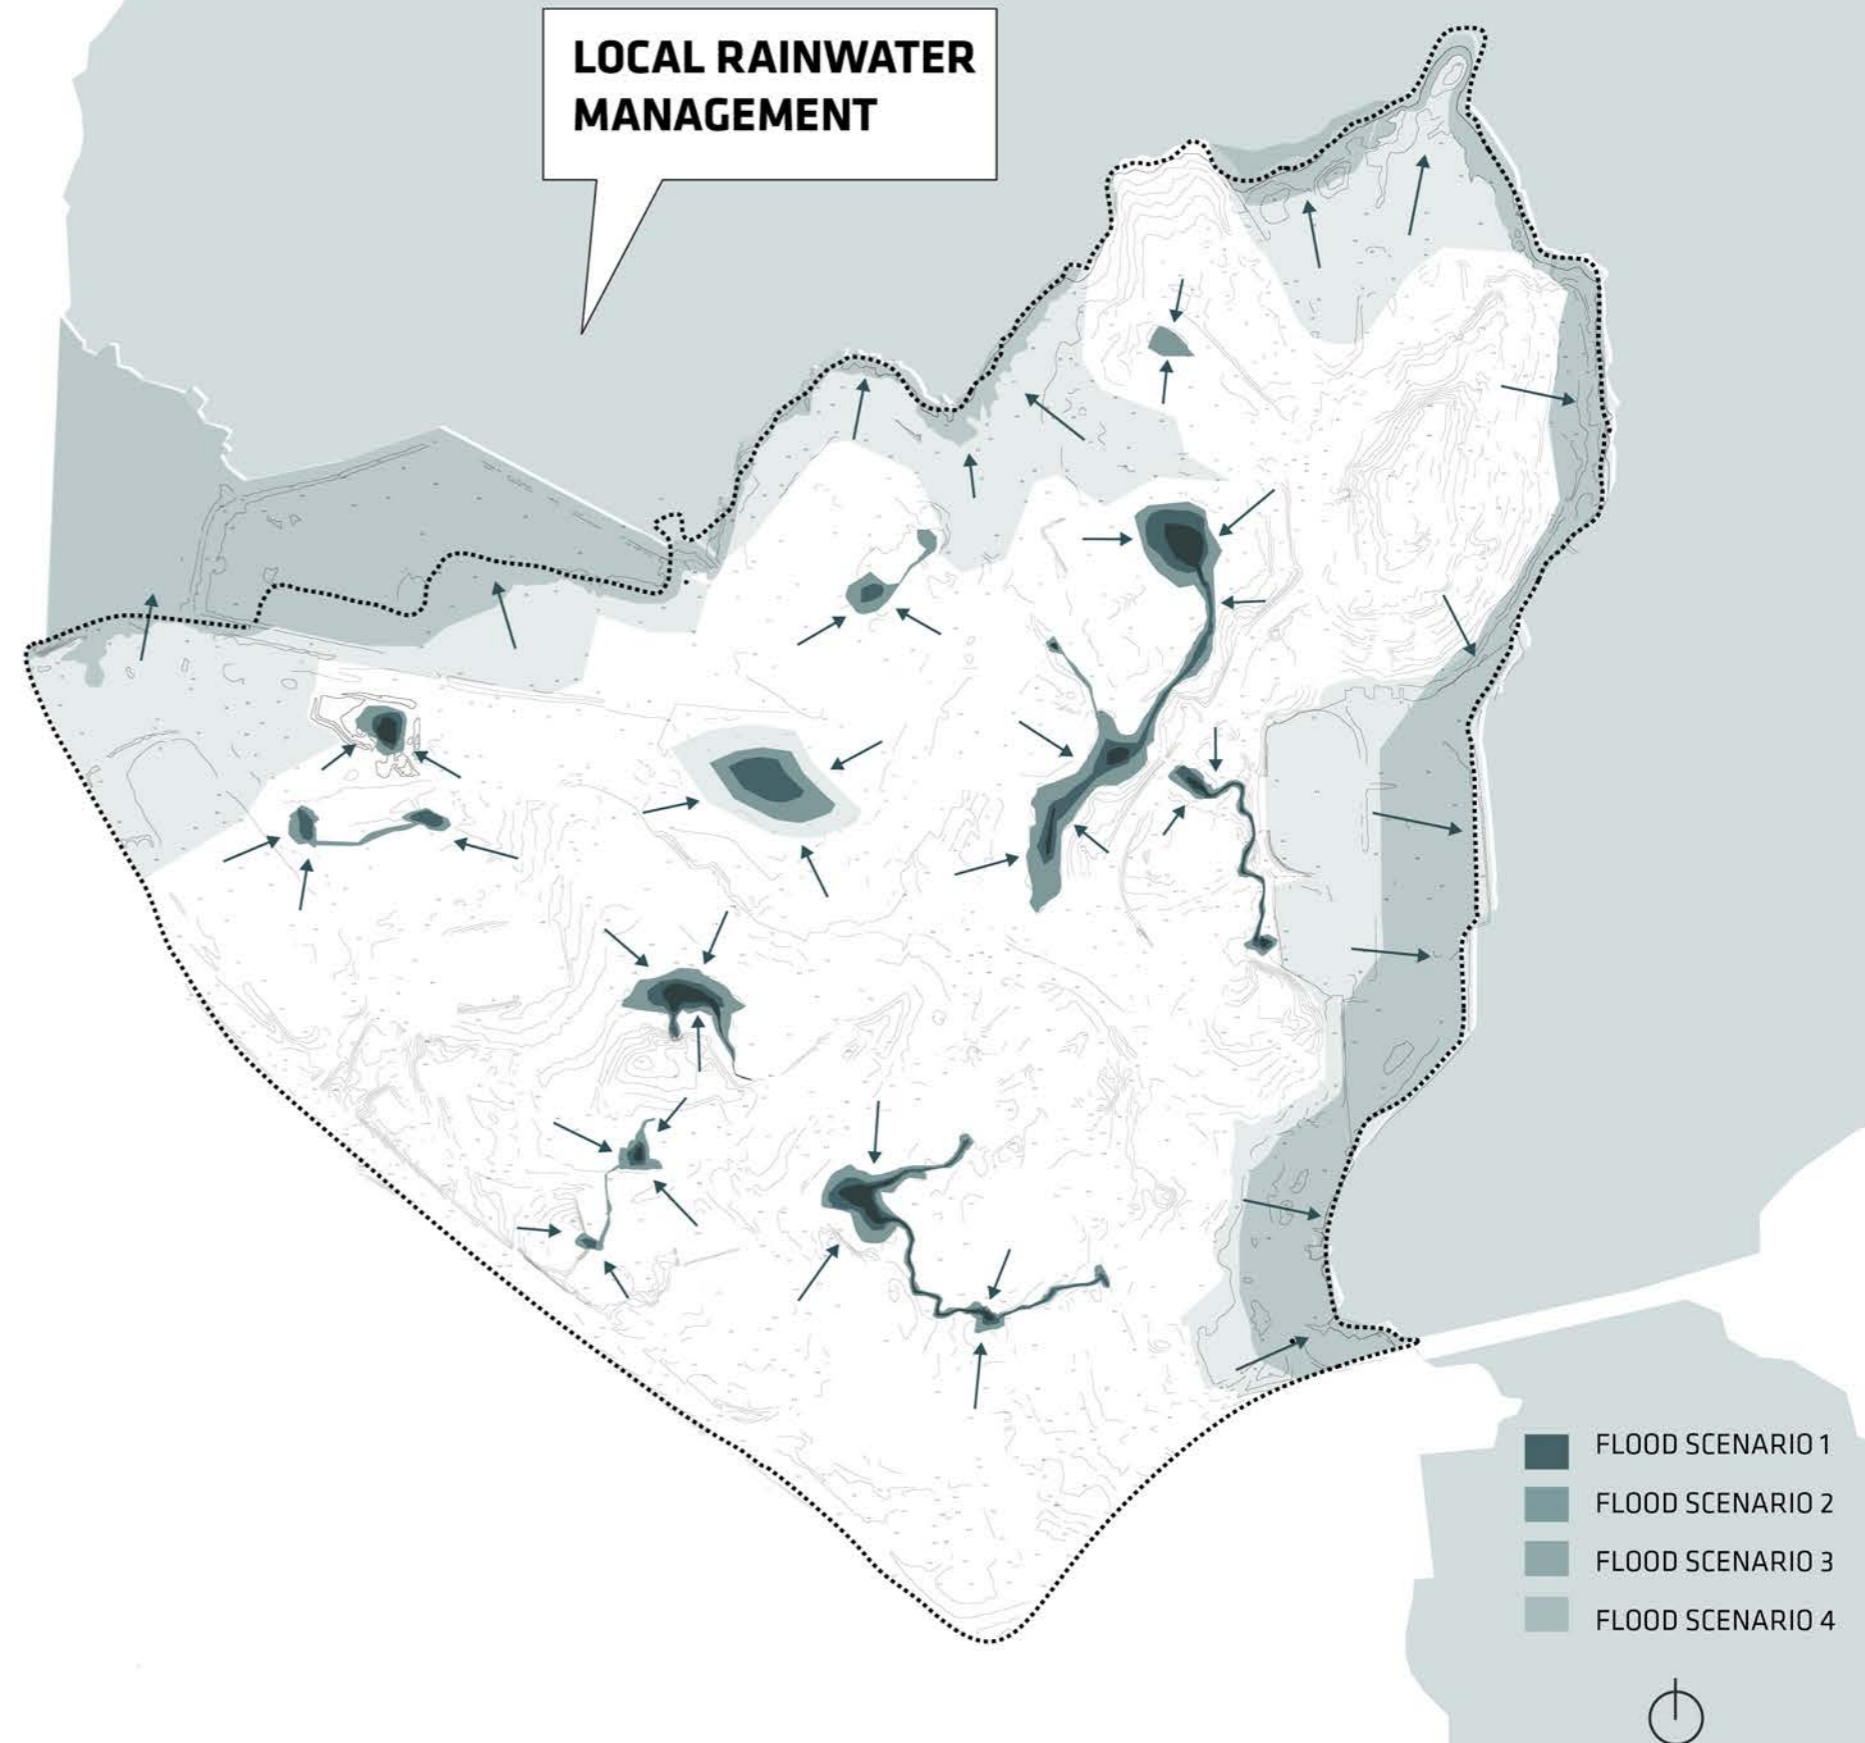 LOCAL RAINWATER
MANAGEMENT
FLOOD SCENARIO 1
FLOOD SCENARIO 2
FLOOD SCENARIO 3
FLOOD SCENARIO 4